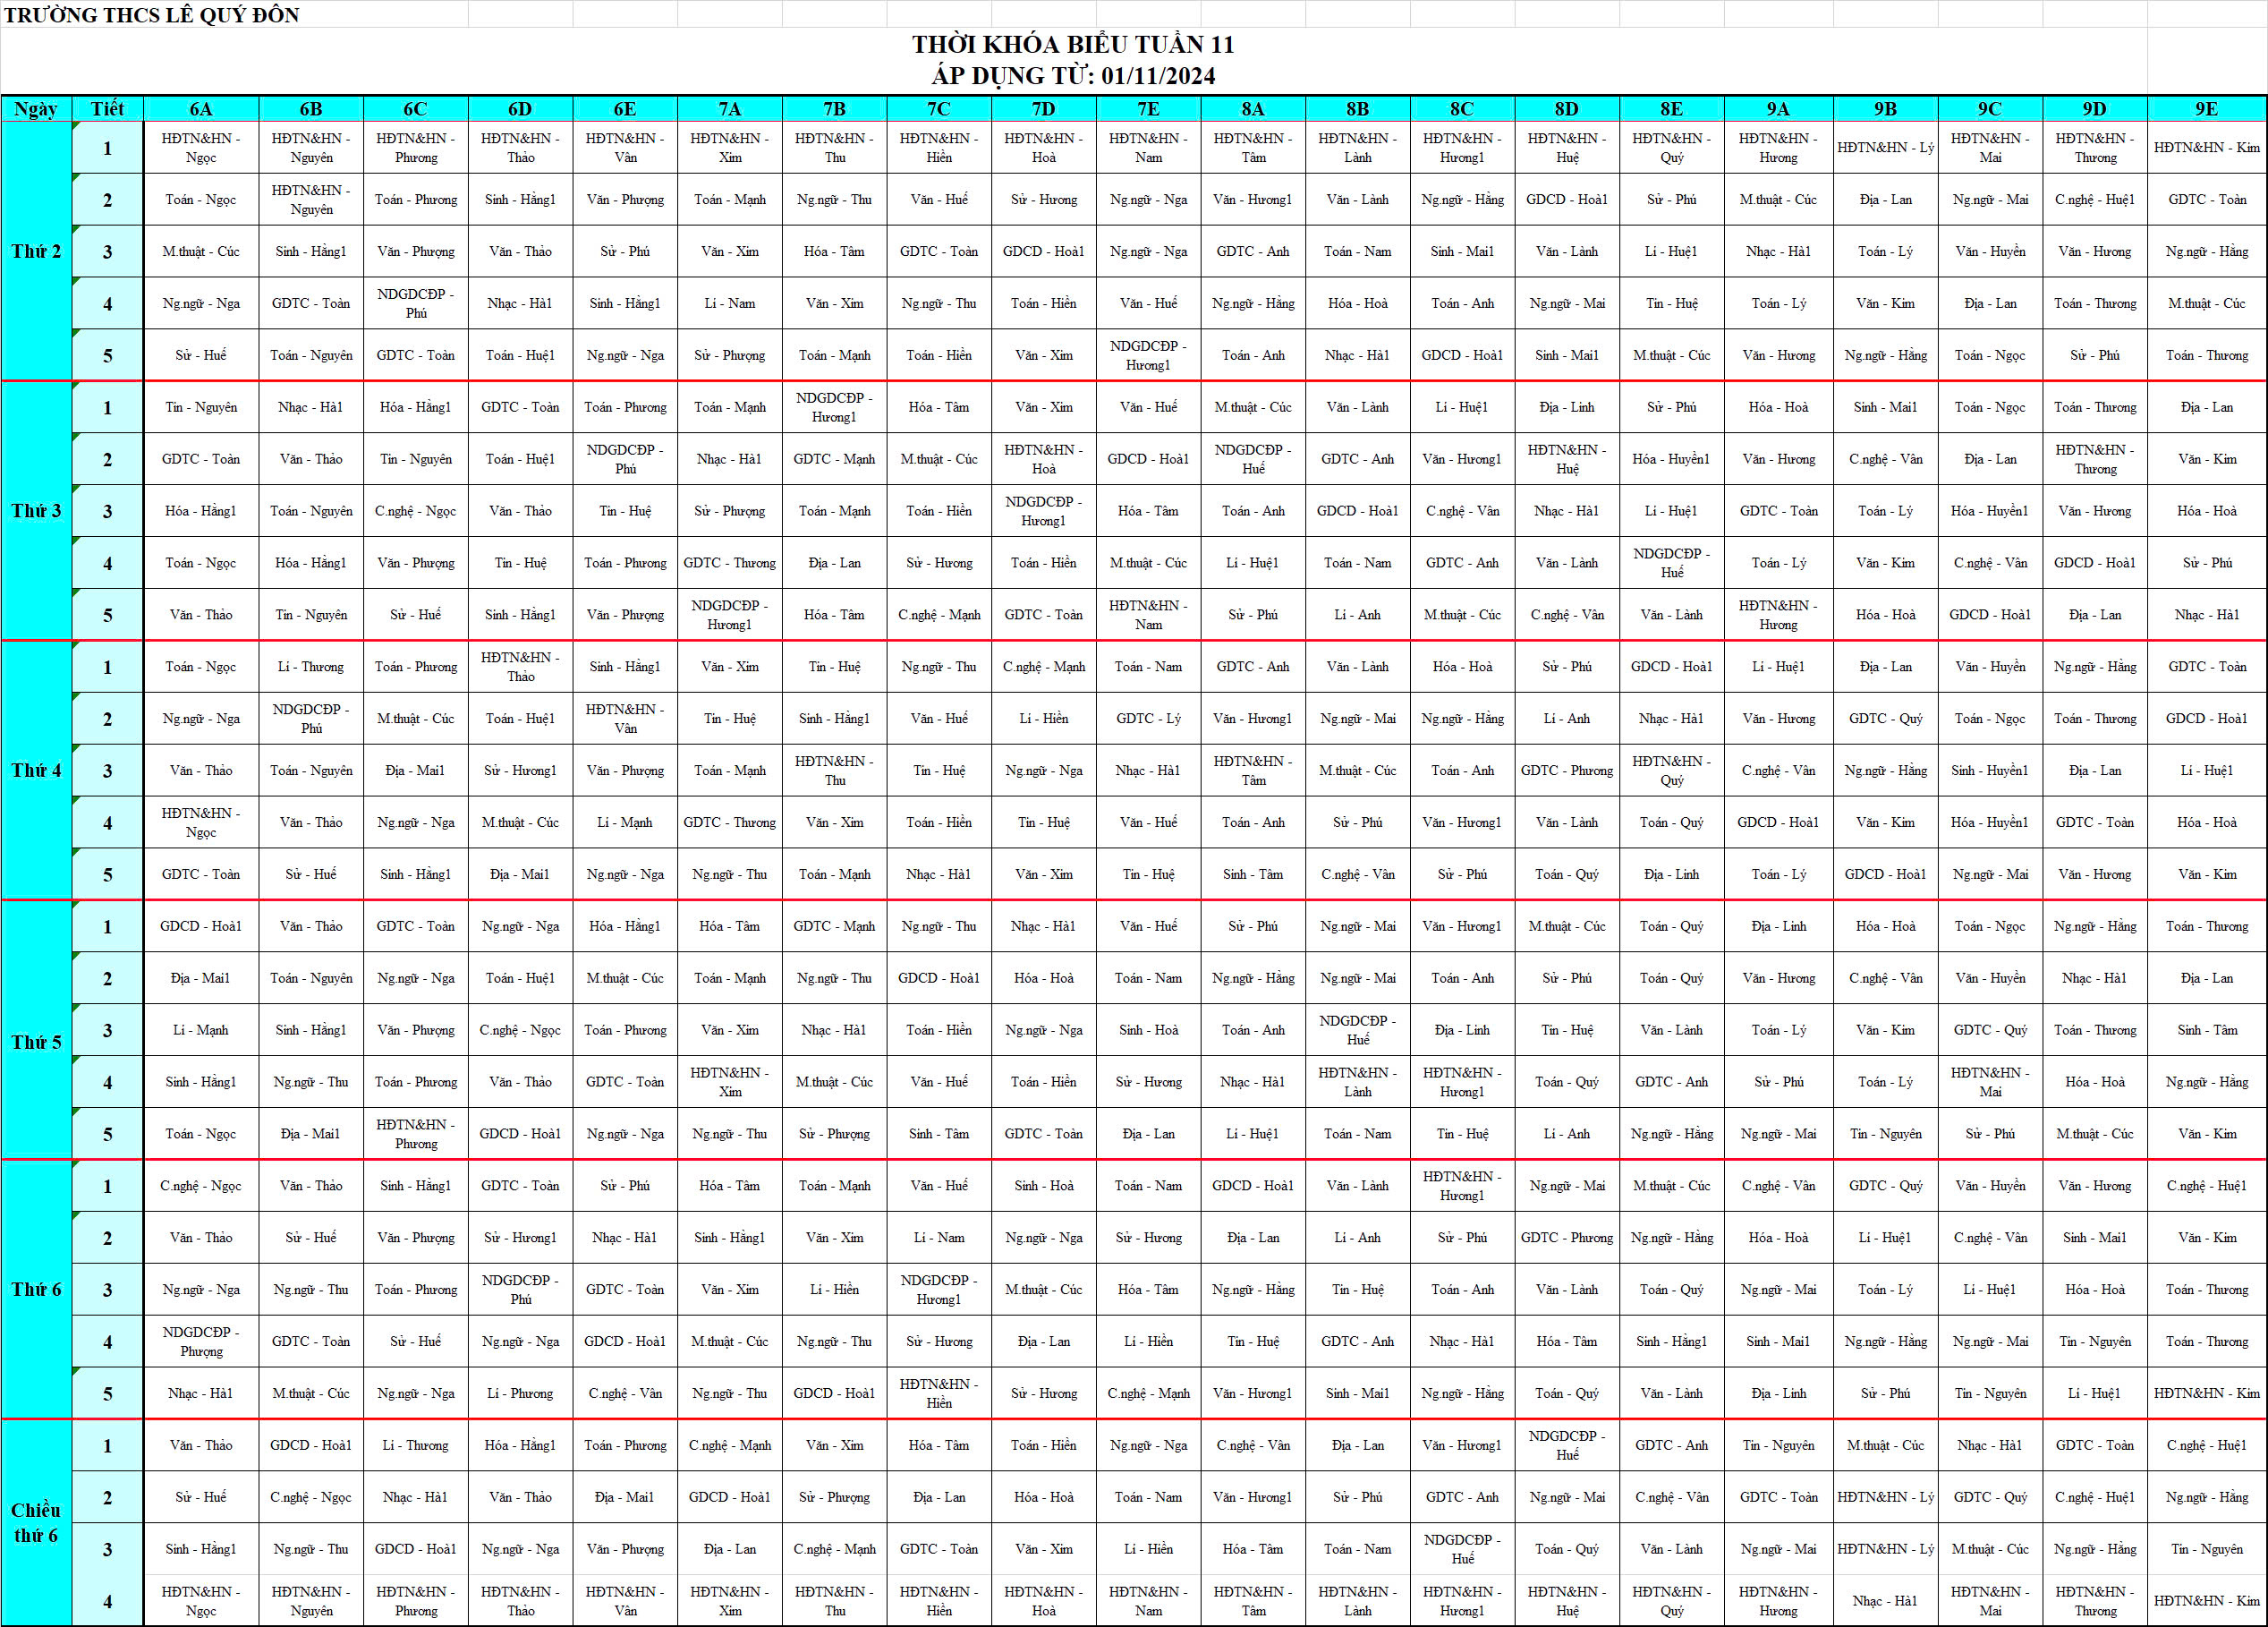 TRƯỜNG THCS LÊ QUÝ ĐÔN
THỜI KHÓA BIỂU TUẦN 11
ÁP DỤNG TỪ: 01/11/2024
Ngày Tiết 6A 6B 6C 6D 6E 7A 7B 7C 7D 7E 8A 8B 8C 8D 8E 9A 9B 9C 9D 9E
Thứ 2
1 HĐTN&HN - Ngọc HĐTN&HN - Nguyên HĐTN&HN - Phương HĐTN&HN - Thảo HĐTN&HN - Vân HĐTN&HN - Xim HĐTN&HN - Thu HĐTN&HN - Hiền HĐTN&HN - Hoà HĐTN&HN - Nam HĐTN&HN - Tâm HĐTN&HN - Lành HĐTN&HN - Hương1 HĐTN&HN - Huệ HĐTN&HN - Quý HĐTN&HN - Hương HĐTN&HN - Lý HĐTN&HN - Mai HĐTN&HN - Thương HĐTN&HN - Kim
2 Toán - Ngọc HĐTN&HN - Nguyên Toán - Phương Sinh - Hằng1 Văn - Phượng Toán - Mạnh Ng.ngữ - Thu Văn - Huế Sử - Hương Ng.ngữ - Nga Văn - Hương1 Văn - Lành Ng.ngữ - Hằng GDCD - Hoà1 Sử - Phú M.thuật - Cúc Địa - Lan Ng.ngữ - Mai C.nghệ - Huệ1 GDTC - Toàn
3 M.thuật - Cúc Sinh - Hằng1 Văn - Phượng Văn - Thảo Sử - Phú Văn - Xim Hóa - Tâm GDTC - Toàn GDCD - Hoà1 Ng.ngữ - Nga GDTC - Anh Toán - Nam Sinh - Mai1 Văn - Lành Lí - Huệ1 Nhạc - Hà1 Toán - Lý Văn - Huyền Văn - Hương Ng.ngữ - Hằng
4 Ng.ngữ - Nga GDTC - Toàn NDGDCĐP - Phú Nhạc - Hà1 Sinh - Hằng1 Lí - Nam Văn - Xim Ng.ngữ - Thu Toán - Hiền Văn - Huế Ng.ngữ - Hằng Hóa - Hoà Toán - Anh Ng.ngữ - Mai Tin - Huệ Toán - Lý Văn - Kim Địa - Lan Toán - Thương M.thuật - Cúc
5 Sử - Huế Toán - Nguyên GDTC - Toàn Toán - Huệ1 Ng.ngữ - Nga Sử - Phượng Toán - Mạnh Toán - Hiền Văn - Xim NDGDCĐP - Hương1 Toán - Anh Nhạc - Hà1 GDCD - Hoà1 Sinh - Mai1 M.thuật - Cúc Văn - Hương Ng.ngữ - Hằng Toán - Ngọc Sử - Phú Toán - Thương
Thứ 3
1 Tin - Nguyên Nhạc - Hà1 Hóa - Hằng1 GDTC - Toàn Toán - Phương Toán - Mạnh NDGDCĐP - Hương1 Hóa - Tâm Văn - Xim Văn - Huế M.thuật - Cúc Văn - Lành Lí - Huệ1 Địa - Linh Sử - Phú Hóa - Hoà Sinh - Mai1 Toán - Ngọc Toán - Thương Địa - Lan
2 GDTC - Toàn Văn - Thảo Tin - Nguyên Toán - Huệ1 NDGDCĐP - Phú Nhạc - Hà1 GDTC - Mạnh M.thuật - Cúc HĐTN&HN - Hoà GDCD - Hoà1 NDGDCĐP - Huế GDTC - Anh Văn - Hương1 HĐTN&HN - Huệ Hóa - Huyền1 Văn - Hương C.nghệ - Vân Địa - Lan HĐTN&HN - Thương Văn - Kim
3 Hóa - Hằng1 Toán - Nguyên C.nghệ - Ngọc Văn - Thảo Tin - Huệ Sử - Phượng Toán - Mạnh Toán - Hiền NDGDCĐP - Hương1 Hóa - Tâm Toán - Anh GDCD - Hoà1 C.nghệ - Vân Nhạc - Hà1 Lí - Huệ1 GDTC - Toàn Toán - Lý Hóa - Huyền1 Văn - Hương Hóa - Hoà
4 Toán - Ngọc Hóa - Hằng1 Văn - Phượng Tin - Huệ Toán - Phương GDTC - Thương Địa - Lan Sử - Hương Toán - Hiền M.thuật - Cúc Lí - Huệ1 Toán - Nam GDTC - Anh Văn - Lành NDGDCĐP - Huế Toán - Lý Văn - Kim C.nghệ - Vân GDCD - Hoà1 Sử - Phú
5 Văn - Thảo Tin - Nguyên Sử - Huế Sinh - Hằng1 Văn - Phượng NDGDCĐP - Hương1 Hóa - Tâm C.nghệ - Mạnh GDTC - Toàn HĐTN&HN - Nam Sử - Phú Lí - Anh M.thuật - Cúc C.nghệ - Vân Văn - Lành HĐTN&HN - Hương Hóa - Hoà GDCD - Hoà1 Địa - Lan Nhạc - Hà1
Thứ 4
1 Toán - Ngọc Lí - Thương Toán - Phương HĐTN&HN - Thảo Sinh - Hằng1 Văn - Xim Tin - Huệ Ng.ngữ - Thu C.nghệ - Mạnh Toán - Nam GDTC - Anh Văn - Lành Hóa - Hoà Sử - Phú GDCD - Hoà1 Lí - Huệ1 Địa - Lan Văn - Huyền Ng.ngữ - Hằng GDTC - Toàn
2 Ng.ngữ - Nga NDGDCĐP - Phú M.thuật - Cúc Toán - Huệ1 HĐTN&HN - Vân Tin - Huệ Sinh - Hằng1 Văn - Huế Lí - Hiền GDTC - Lý Văn - Hương1 Ng.ngữ - Mai Ng.ngữ - Hằng Lí - Anh Nhạc - Hà1 Văn - Hương GDTC - Quý Toán - Ngọc Toán - Thương GDCD - Hoà1
3 Văn - Thảo Toán - Nguyên Địa - Mai1 Sử - Hương1 Văn - Phượng Toán - Mạnh HĐTN&HN - Thu Tin - Huệ Ng.ngữ - Nga Nhạc - Hà1 HĐTN&HN - Tâm M.thuật - Cúc Toán - Anh GDTC - Phương HĐTN&HN - Quý C.nghệ - Vân Ng.ngữ - Hằng Sinh - Huyền1 Địa - Lan Lí - Huệ1
4 HĐTN&HN - Ngọc Văn - Thảo Ng.ngữ - Nga M.thuật - Cúc Lí - Mạnh GDTC - Thương Văn - Xim Toán - Hiền Tin - Huệ Văn - Huế Toán - Anh Sử - Phú Văn - Hương1 Văn - Lành Toán - Quý GDCD - Hoà1 Văn - Kim Hóa - Huyền1 GDTC - Toàn Hóa - Hoà
5 GDTC - Toàn Sử - Huế Sinh - Hằng1 Địa - Mai1 Ng.ngữ - Nga Ng.ngữ - Thu Toán - Mạnh Nhạc - Hà1 Văn - Xim Tin - Huệ Sinh - Tâm C.nghệ - Vân Sử - Phú Toán - Quý Địa - Linh Toán - Lý GDCD - Hoà1 Ng.ngữ - Mai Văn - Hương Văn - Kim
Thứ 5
1 GDCD - Hoà1 Văn - Thảo GDTC - Toàn Ng.ngữ - Nga Hóa - Hằng1 Hóa - Tâm GDTC - Mạnh Ng.ngữ - Thu Nhạc - Hà1 Văn - Huế Sử - Phú Ng.ngữ - Mai Văn - Hương1 M.thuật - Cúc Toán - Quý Địa - Linh Hóa - Hoà Toán - Ngọc Ng.ngữ - Hằng Toán - Thương
2 Địa - Mai1 Toán - Nguyên Ng.ngữ - Nga Toán - Huệ1 M.thuật - Cúc Toán - Mạnh Ng.ngữ - Thu GDCD - Hoà1 Hóa - Hoà Toán - Nam Ng.ngữ - Hằng Ng.ngữ - Mai Toán - Anh Sử - Phú Toán - Quý Văn - Hương C.nghệ - Vân Văn - Huyền Nhạc - Hà1 Địa - Lan
3 Lí - Mạnh Sinh - Hằng1 Văn - Phượng C.nghệ - Ngọc Toán - Phương Văn - Xim Nhạc - Hà1 Toán - Hiền Ng.ngữ - Nga Sinh - Hoà Toán - Anh NDGDCĐP - Huế Địa - Linh Tin - Huệ Văn - Lành Toán - Lý Văn - Kim GDTC - Quý Toán - Thương Sinh - Tâm
4 Sinh - Hằng1 Ng.ngữ - Thu Toán - Phương Văn - Thảo GDTC - Toàn HĐTN&HN - Xim M.thuật - Cúc Văn - Huế Toán - Hiền Sử - Hương Nhạc - Hà1 HĐTN&HN - Lành HĐTN&HN - Hương1 Toán - Quý GDTC - Anh Sử - Phú Toán - Lý HĐTN&HN - Mai Hóa - Hoà Ng.ngữ - Hằng
5 Toán - Ngọc Địa - Mai1 HĐTN&HN - Phương GDCD - Hoà1 Ng.ngữ - Nga Ng.ngữ - Thu Sử - Phượng Sinh - Tâm GDTC - Toàn Địa - Lan Lí - Huệ1 Toán - Nam Tin - Huệ Lí - Anh Ng.ngữ - Hằng Ng.ngữ - Mai Tin - Nguyên Sử - Phú M.thuật - Cúc Văn - Kim
Thứ 6
1 C.nghệ - Ngọc Văn - Thảo Sinh - Hằng1 GDTC - Toàn Sử - Phú Hóa - Tâm Toán - Mạnh Văn - Huế Sinh - Hoà Toán - Nam GDCD - Hoà1 Văn - Lành HĐTN&HN - Hương1 Ng.ngữ - Mai M.thuật - Cúc C.nghệ - Vân GDTC - Quý Văn - Huyền Văn - Hương C.nghệ - Huệ1
2 Văn - Thảo Sử - Huế Văn - Phượng Sử - Hương1 Nhạc - Hà1 Sinh - Hằng1 Văn - Xim Lí - Nam Ng.ngữ - Nga Sử - Hương Địa - Lan Lí - Anh Sử - Phú GDTC - Phương Ng.ngữ - Hằng Hóa - Hoà Lí - Huệ1 C.nghệ - Vân Sinh - Mai1 Văn - Kim
3 Ng.ngữ - Nga Ng.ngữ - Thu Toán - Phương NDGDCĐP - Phú GDTC - Toàn Văn - Xim Lí - Hiền NDGDCĐP - Hương1 M.thuật - Cúc Hóa - Tâm Ng.ngữ - Hằng Tin - Huệ Toán - Anh Văn - Lành Toán - Quý Ng.ngữ - Mai Toán - Lý Lí - Huệ1 Hóa - Hoà Toán - Thương
4 NDGDCĐP - Phượng GDTC - Toàn Sử - Huế Ng.ngữ - Nga GDCD - Hoà1 M.thuật - Cúc Ng.ngữ - Thu Sử - Hương Địa - Lan Lí - Hiền Tin - Huệ GDTC - Anh Nhạc - Hà1 Hóa - Tâm Sinh - Hằng1 Sinh - Mai1 Ng.ngữ - Hằng Ng.ngữ - Mai Tin - Nguyên Toán - Thương
5 Nhạc - Hà1 M.thuật - Cúc Ng.ngữ - Nga Lí - Phương C.nghệ - Vân Ng.ngữ - Thu GDCD - Hoà1 HĐTN&HN - Hiền Sử - Hương C.nghệ - Mạnh Văn - Hương1 Sinh - Mai1 Ng.ngữ - Hằng Toán - Quý Văn - Lành Địa - Linh Sử - Phú Tin - Nguyên Lí - Huệ1 HĐTN&HN - Kim
Chiều thứ 6
1 Văn - Thảo GDCD - Hoà1 Lí - Thương Hóa - Hằng1 Toán - Phương C.nghệ - Mạnh Văn - Xim Hóa - Tâm Toán - Hiền Ng.ngữ - Nga C.nghệ - Vân Địa - Lan Văn - Hương1 NDGDCĐP - Huế GDTC - Anh Tin - Nguyên M.thuật - Cúc Nhạc - Hà1 GDTC - Toàn C.nghệ - Huệ1
2 Sử - Huế C.nghệ - Ngọc Nhạc - Hà1 Văn - Thảo Địa - Mai1 GDCD - Hoà1 Sử - Phượng Địa - Lan Hóa - Hoà Toán - Nam Văn - Hương1 Sử - Phú GDTC - Anh Ng.ngữ - Mai C.nghệ - Vân GDTC - Toàn HĐTN&HN - Lý GDTC - Quý C.nghệ - Huệ1 Ng.ngữ - Hằng
3 Sinh - Hằng1 Ng.ngữ - Thu GDCD - Hoà1 Ng.ngữ - Nga Văn - Phượng Địa - Lan C.nghệ - Mạnh GDTC - Toàn Văn - Xim Lí - Hiền Hóa - Tâm Toán - Nam NDGDCĐP - Huế Toán - Quý Văn - Lành Ng.ngữ - Mai HĐTN&HN - Lý M.thuật - Cúc Ng.ngữ - Hằng Tin - Nguyên
4 HĐTN&HN - Ngọc HĐTN&HN - Nguyên HĐTN&HN - Phương HĐTN&HN - Thảo HĐTN&HN - Vân HĐTN&HN - Xim HĐTN&HN - Thu HĐTN&HN - Hiền HĐTN&HN - Hoà HĐTN&HN - Nam HĐTN&HN - Tâm HĐTN&HN - Lành HĐTN&HN - Hương1 HĐTN&HN - Huệ HĐTN&HN - Quý HĐTN&HN - Hương Nhạc - Hà1 HĐTN&HN - Mai HĐTN&HN - Thương HĐTN&HN - Kim